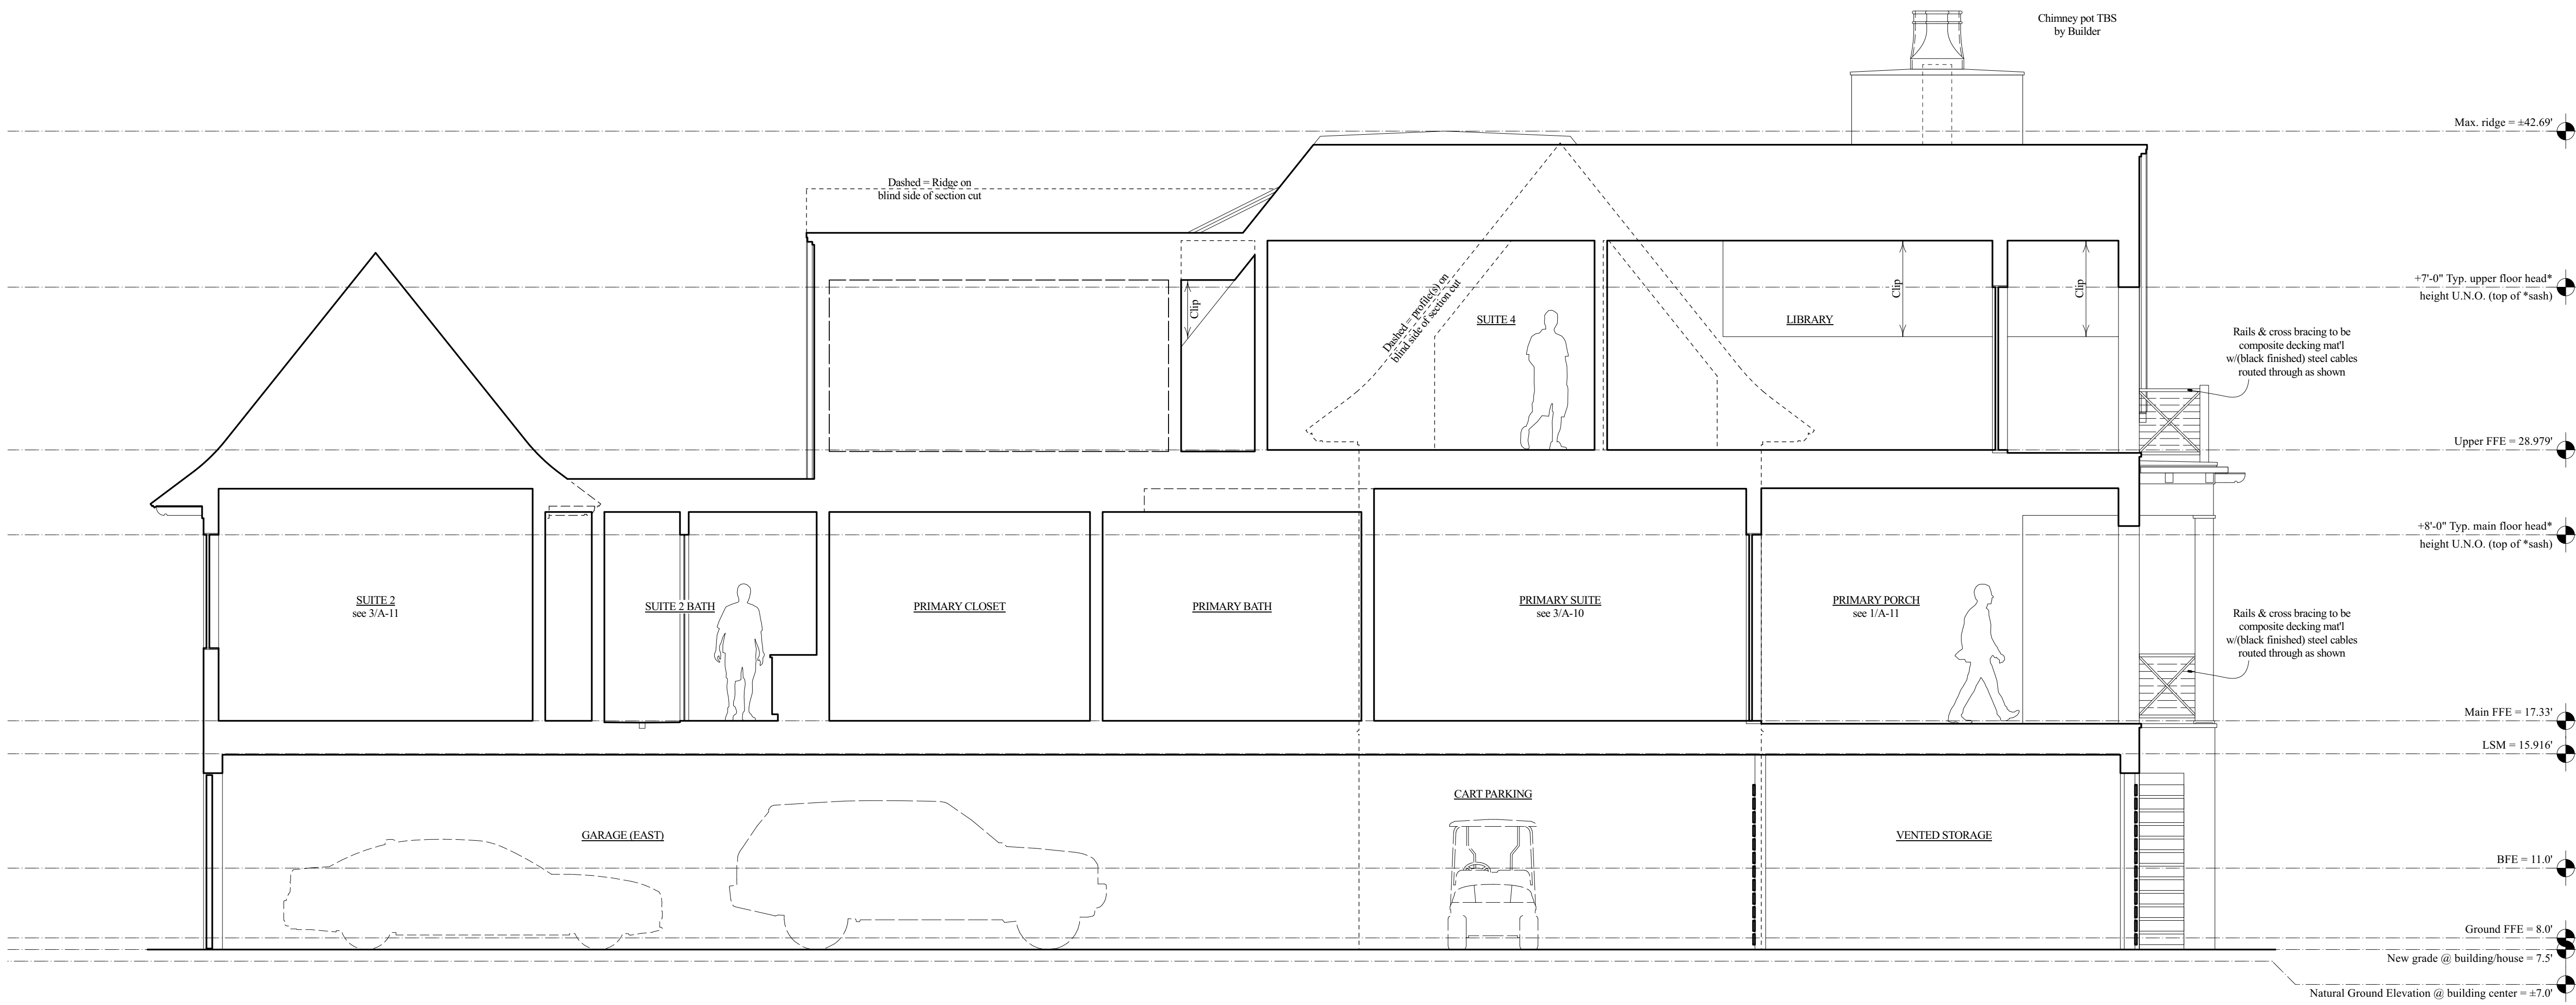 Chimney pot TBS
by Builder
Max. ridge = ±42.69'
Dashed = Ridge on
blind side of section cut
+7'-0" Typ. upper floor head*
height U.N.O. (top of *sash)
Clip
Clip
Clip
Dashed = profile(s) on
blind side of section cut
SUITE 4
LIBRARY
Rails & cross bracing to be
composite decking mat'l
w/(black finished) steel cables
routed through as shown
Upper FFE = 28.979'
+8'-0" Typ. main floor head*
height U.N.O. (top of *sash)
SUITE 2
see 3/A-11
SUITE 2 BATH
PRIMARY CLOSET
PRIMARY BATH
PRIMARY SUITE
see 3/A-10
PRIMARY PORCH
see 1/A-11
Rails & cross bracing to be
composite decking mat'l
w/(black finished) steel cables
routed through as shown
Main FFE = 17.33'
LSM = 15.916'
CART PARKING
GARAGE (EAST)
VENTED STORAGE
BFE = 11.0'
Ground FFE = 8.0'
New grade @ building/house = 7.5'
Natural Ground Elevation @ building center = ±7.0'